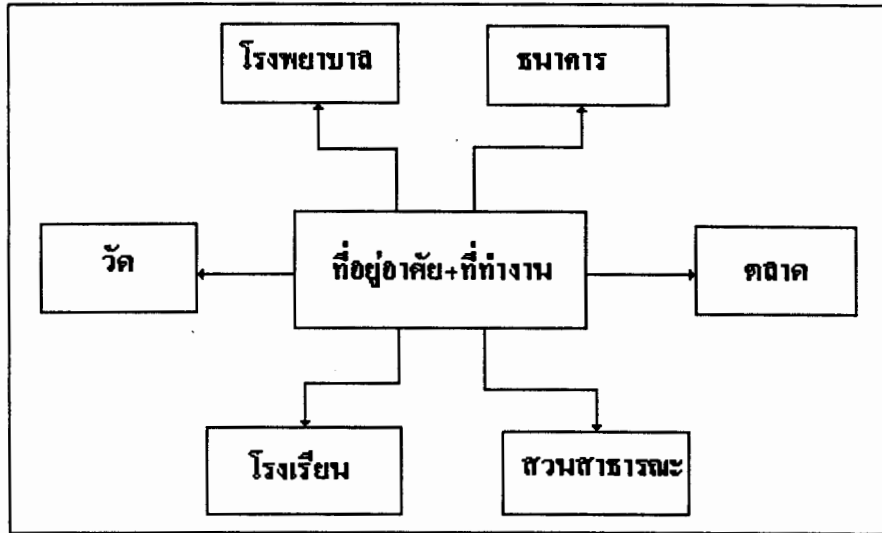 โรงพยาบาล
ธนาคาร
วัด
ที่อยู่อาศัย+ที่ทำงาน
ตลาด
โรงเรียน
สวนสาธารณะ